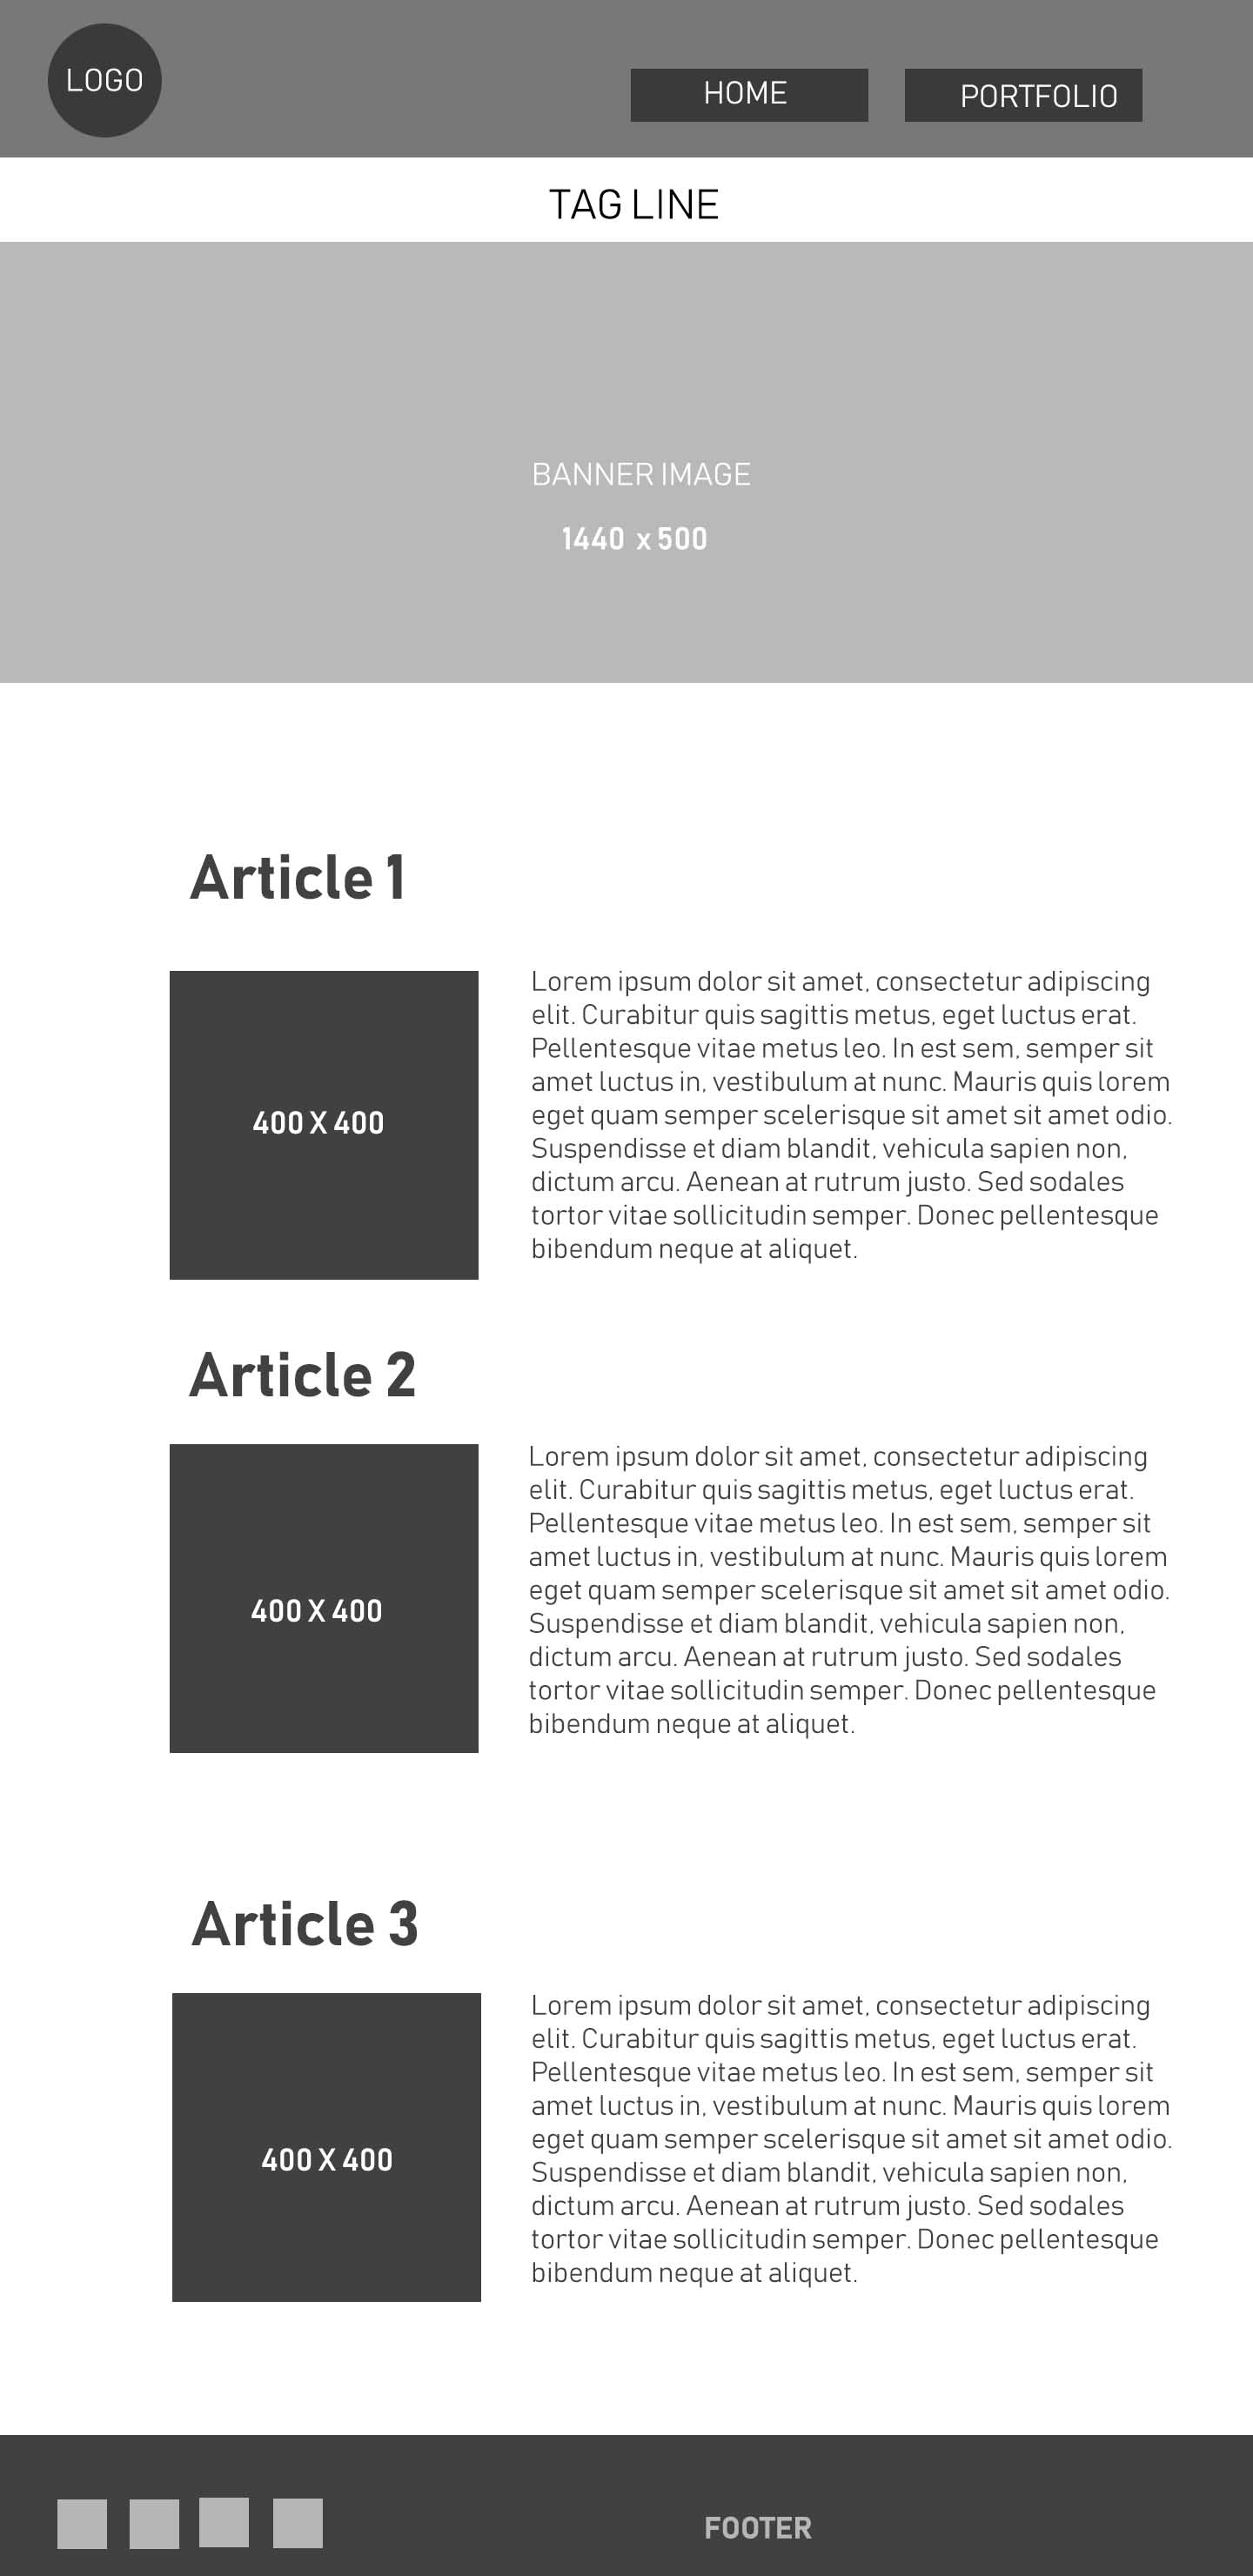 LOGO
HOME
PORTFOLIO
TAG LINE
BANNER IMAGE
1440 x 500
Article 1
400 X 400
Lorem ipsum dolor sit amet, consectetur adipiscing
elit. Curabitur quis sagittis metus, eget luctus erat.
Pellentesque vitae metus leo. In est sem, semper sit
amet luctus in, vestibulum at nunc. Mauris quis lorem
eget quam semper scelerisque sit amet sit amet odio.
Suspendisse et diam blandit, vehicula sapien non,
dictum arcu. Aenean at rutrum justo. Sed sodales
tortor vitae sollicitudin semper. Donec pellentesque
bibendum neque at aliquet.
Article 2
400 X 400
Lorem ipsum dolor sit amet, consectetur adipiscing
elit. Curabitur quis sagittis metus, eget luctus erat.
Pellentesque vitae metus leo. In est sem, semper sit
amet luctus in, vestibulum at nunc. Mauris quis lorem
eget quam semper scelerisque sit amet sit amet odio.
Suspendisse et diam blandit, vehicula sapien non,
dictum arcu. Aenean at rutrum justo. Sed sodales
tortor vitae sollicitudin semper. Donec pellentesque
bibendum neque at aliquet.
Article 3
400 X 400
Lorem ipsum dolor sit amet, consectetur adipiscing
elit. Curabitur quis sagittis metus, eget luctus erat.
Pellentesque vitae metus leo. In est sem, semper sit
amet luctus in, vestibulum at nunc. Mauris quis lorem
eget quam semper scelerisque sit amet sit amet odio.
Suspendisse et diam blandit, vehicula sapien non,
dictum arcu. Aenean at rutrum justo. Sed sodales
tortor vitae sollicitudin semper. Donec pellentesque
bibendum neque at aliquet.
FOOTER